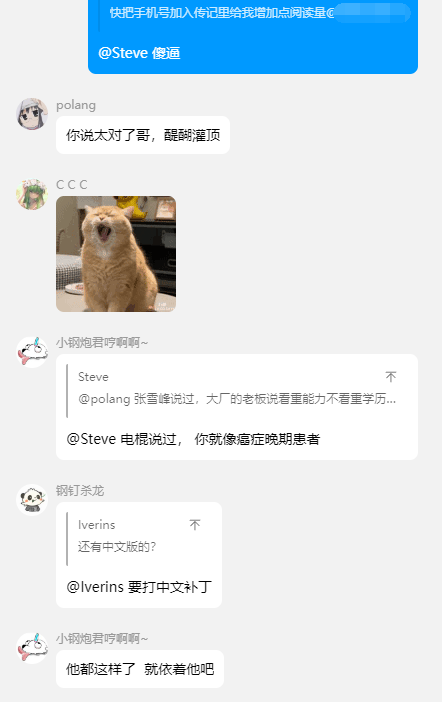 快把手机号加入传记里给我增加点阅读量@
@Steve 傻逼
polang
你说太对了哥，醍醐灌顶
C C C
小钢炮君哼啊啊~
Steve
@polang 张雪峰说过，大厂的老板说看重能力不看重学历...
@Steve 电棍说过， 你就像癌症晚期患者
钢钉杀龙
Iverins
还有中文版的?
@Iverins 要打中文补丁
小钢炮君哼啊啊~
他都这样了 就依着他吧